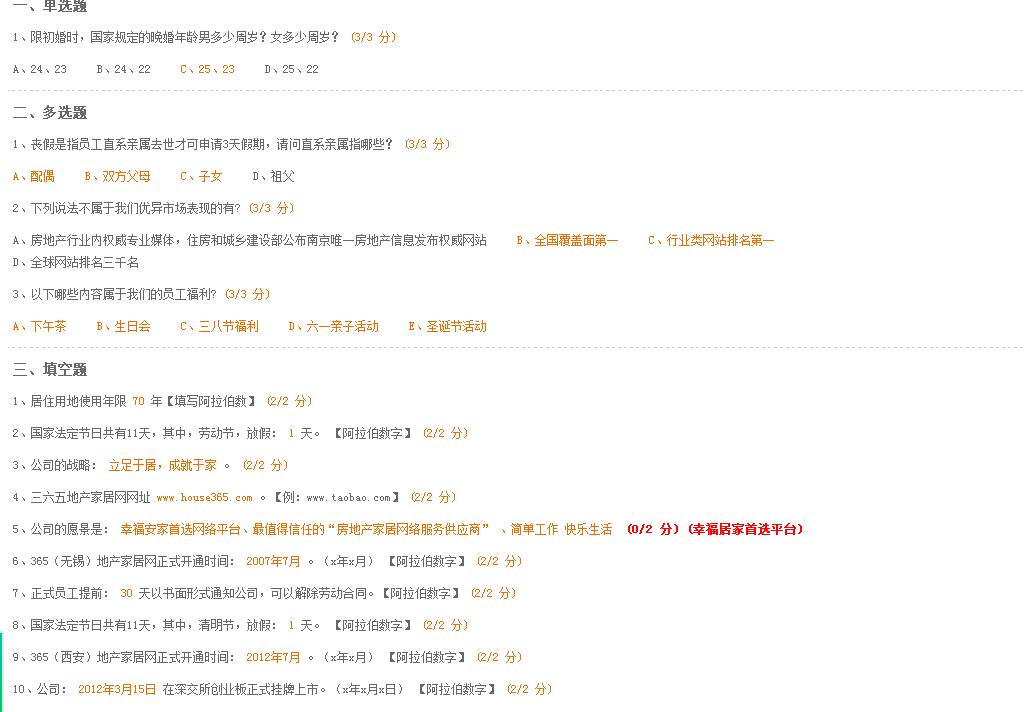 一、单选题
1、限初婚时，国家规定的晚婚年龄男多少周岁？女多少周岁？ (3/3 分)
A、24、23 B、24、22 C、25、23 D、25、22
二、多选题
1、丧假是指员工直系亲属去世才可申请3天假期，请问直系亲属指哪些？ (3/3 分)
A、配偶 B、双方父母 C、子女 D、祖父
2、下列说法不属于我们优异市场表现的有？ (3/3 分)
A、房地产行业内权威专业媒体，住房和城乡建设部公布南京唯一房地产信息发布权威网站 B、全国覆盖面第一 C、行业类网站排名第一
D、全球网站排名三千名
3、以下哪些内容属于我们的员工福利? (3/3 分)
A、下午茶 B、生日会 C、三八节福利 D、六一亲子活动 E、圣诞节活动
三、填空题
1、居住用地使用年限 70 年【填写阿拉伯数】 (2/2 分)
2、国家法定节日共有11天，其中，劳动节，放假： 1 天。 【阿拉伯数字】 (2/2 分)
3、公司的战略： 立足于居，成就于家 。 (2/2 分)
4、三六五地产家居网网址 www.house365.com 。【例：www.taobao.com】 (2/2 分)
5、公司的愿景是： 幸福安家首选网络平台、最值得信任的“房地产家居网络服务供应商” 、简单工作 快乐生活 (0/2 分) (幸福居家首选平台)
6、365（无锡）地产家居网正式开通时间： 2007年7月 。（x年x月） 【阿拉伯数字】 (2/2 分)
7、正式员工提前： 30 天以书面形式通知公司，可以解除劳动合同。【阿拉伯数字】 (2/2 分)
8、国家法定节日共有11天，其中，清明节，放假： 1 天。 【阿拉伯数字】 (2/2 分)
9、365（西安）地产家居网正式开通时间： 2012年7月 。（x年x月） 【阿拉伯数字】 (2/2 分)
10、公司： 2012年3月15日 在深交所创业板正式挂牌上市。（x年x月x日） 【阿拉伯数字】 (2/2 分)